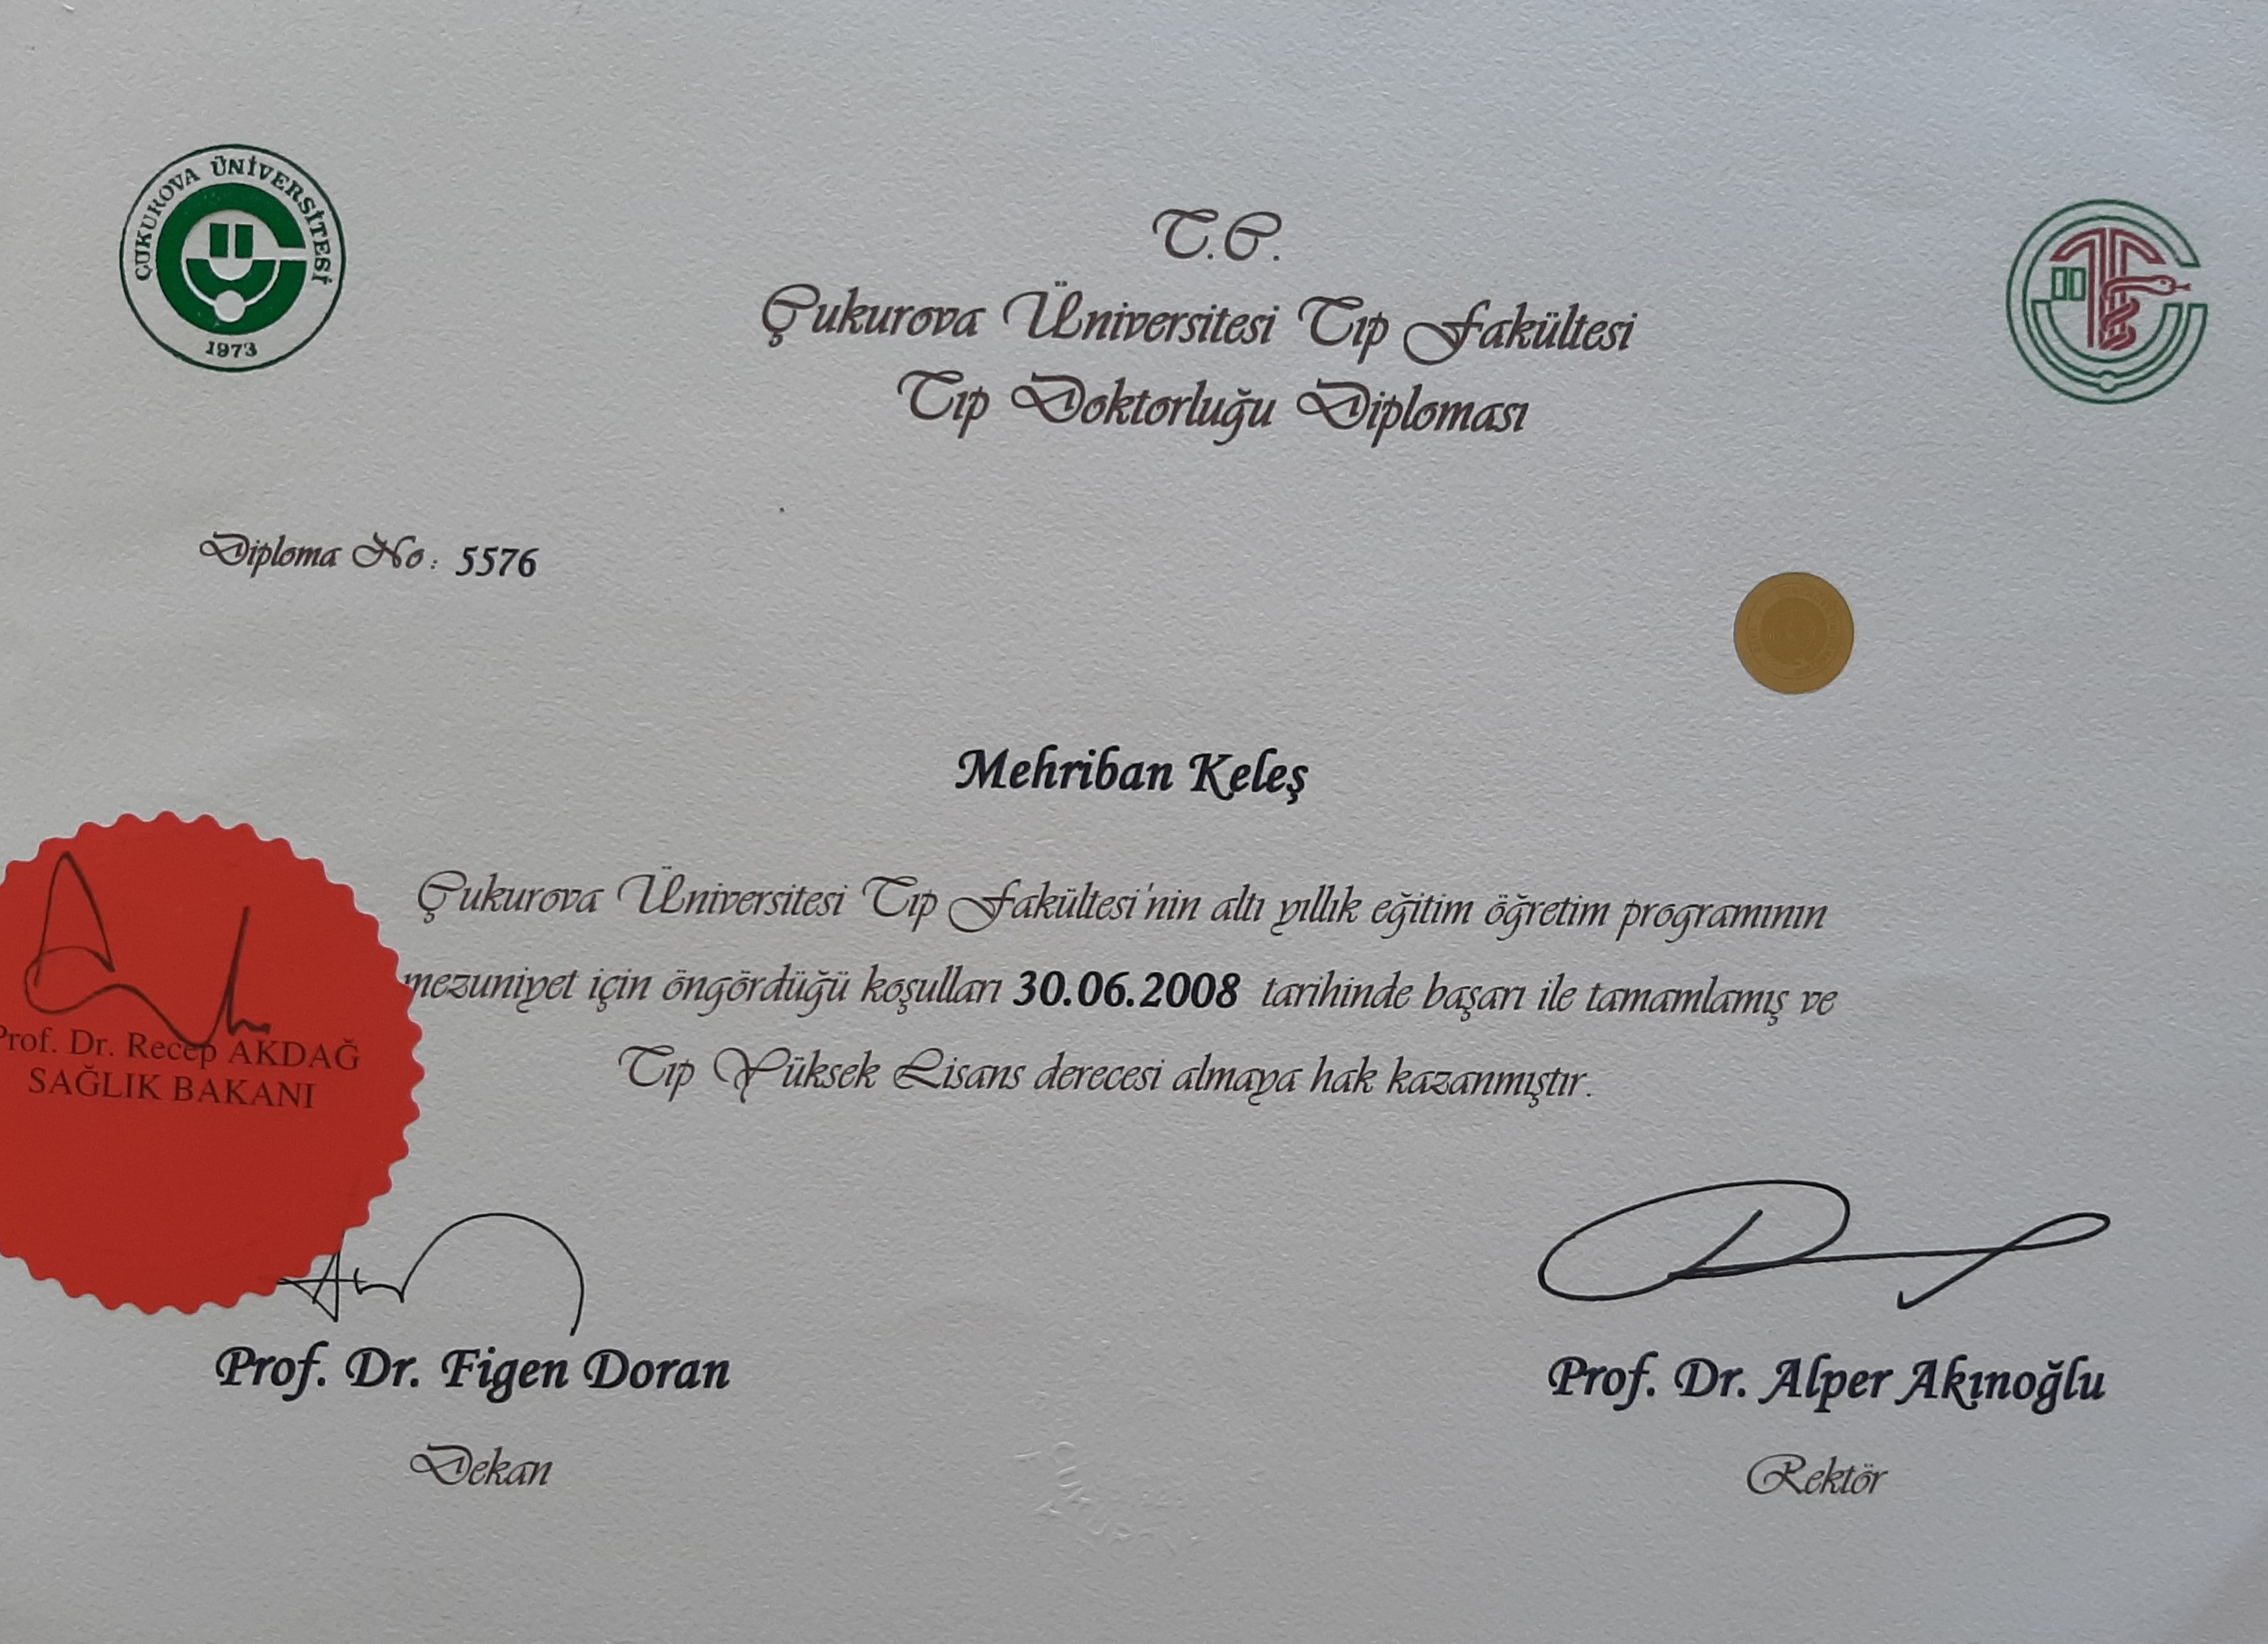 ÇUKUROVA ÜNİVERSİTESİ
1973
T.C.
Çukurova Üniversitesi Tıp Fakültesi
Tıp Doktorluğu Diploması
Diploma No : 5576
Mehriban Keleş
Çukurova Üniversitesi Tıp Fakültesi'nin altı yıllık eğitim öğretim programının
mezuniyet için öngördüğü koşulları 30.06.2008 tarihinde başarı ile tamamlamış ve
Tıp Yüksek Lisans derecesi almaya hak kazanmıştır.
Prof. Dr. Recep AKDAĞ
SAĞLIK BAKANI
Prof. Dr. Figen Doran
Dekan
Prof. Dr. Alper Akınoğlu
Rektör
ÇUKUROVA